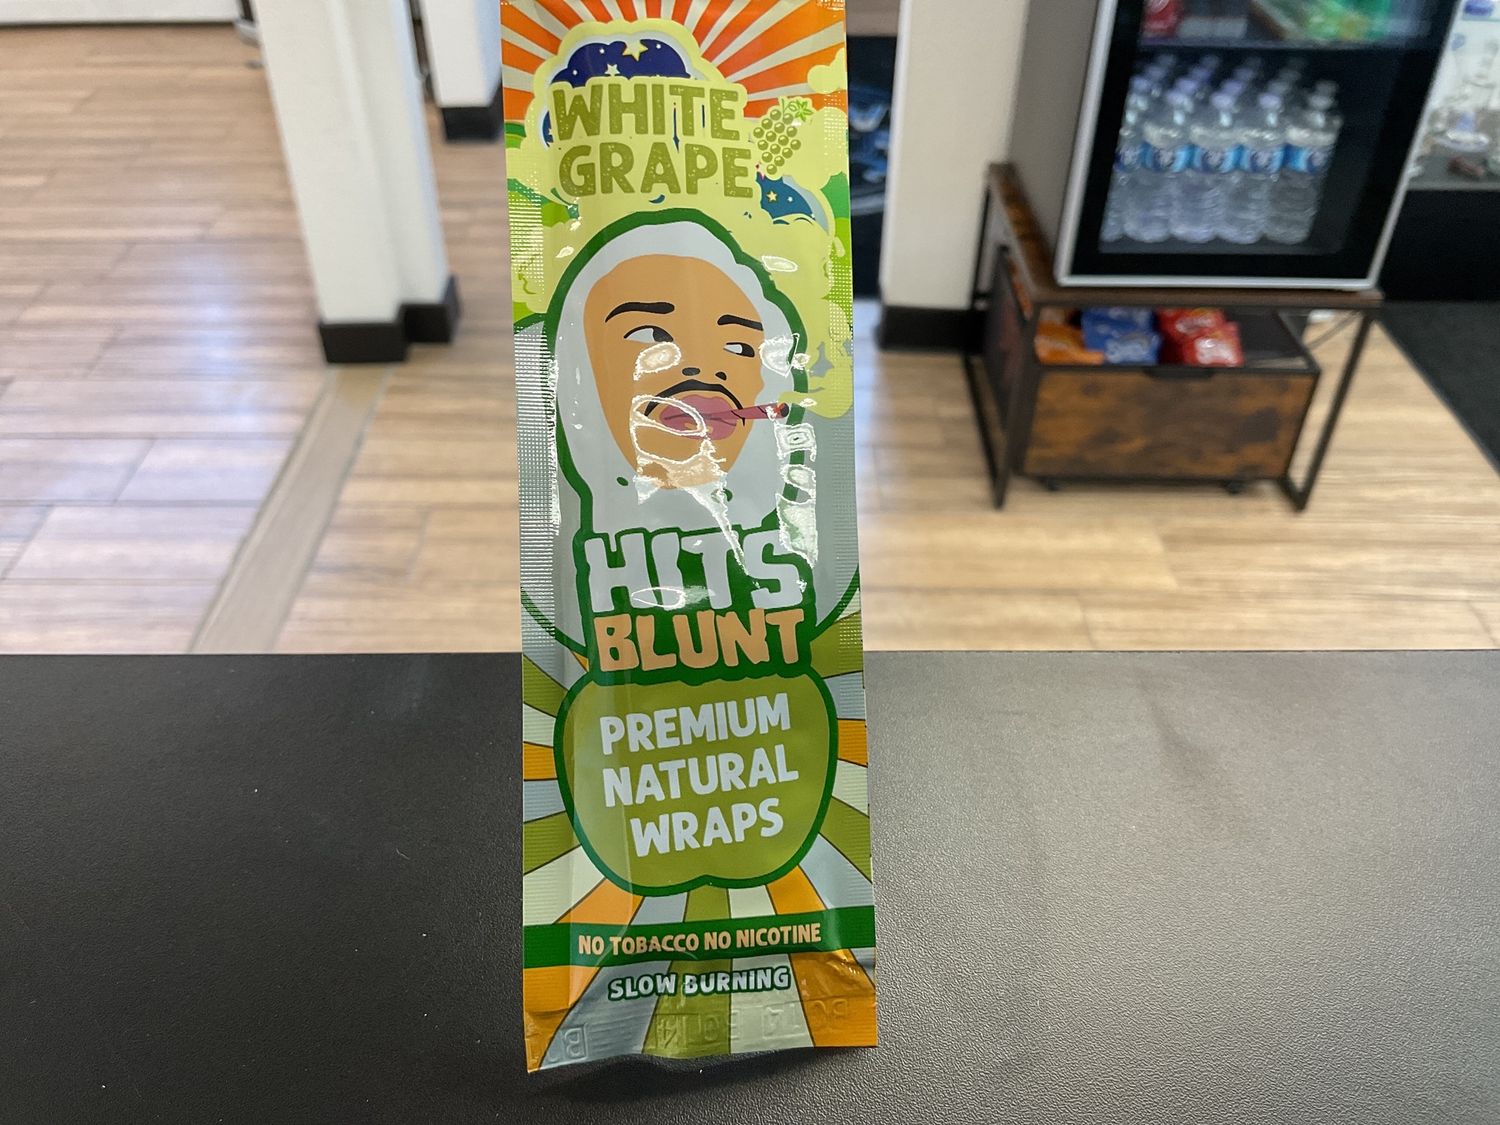 WHITE
GRAPE
HITS
BLUNT
PREMIUM
NATURAL
WRAPS
NO TOBACCO NO NICOTINE
SLOW BURNING